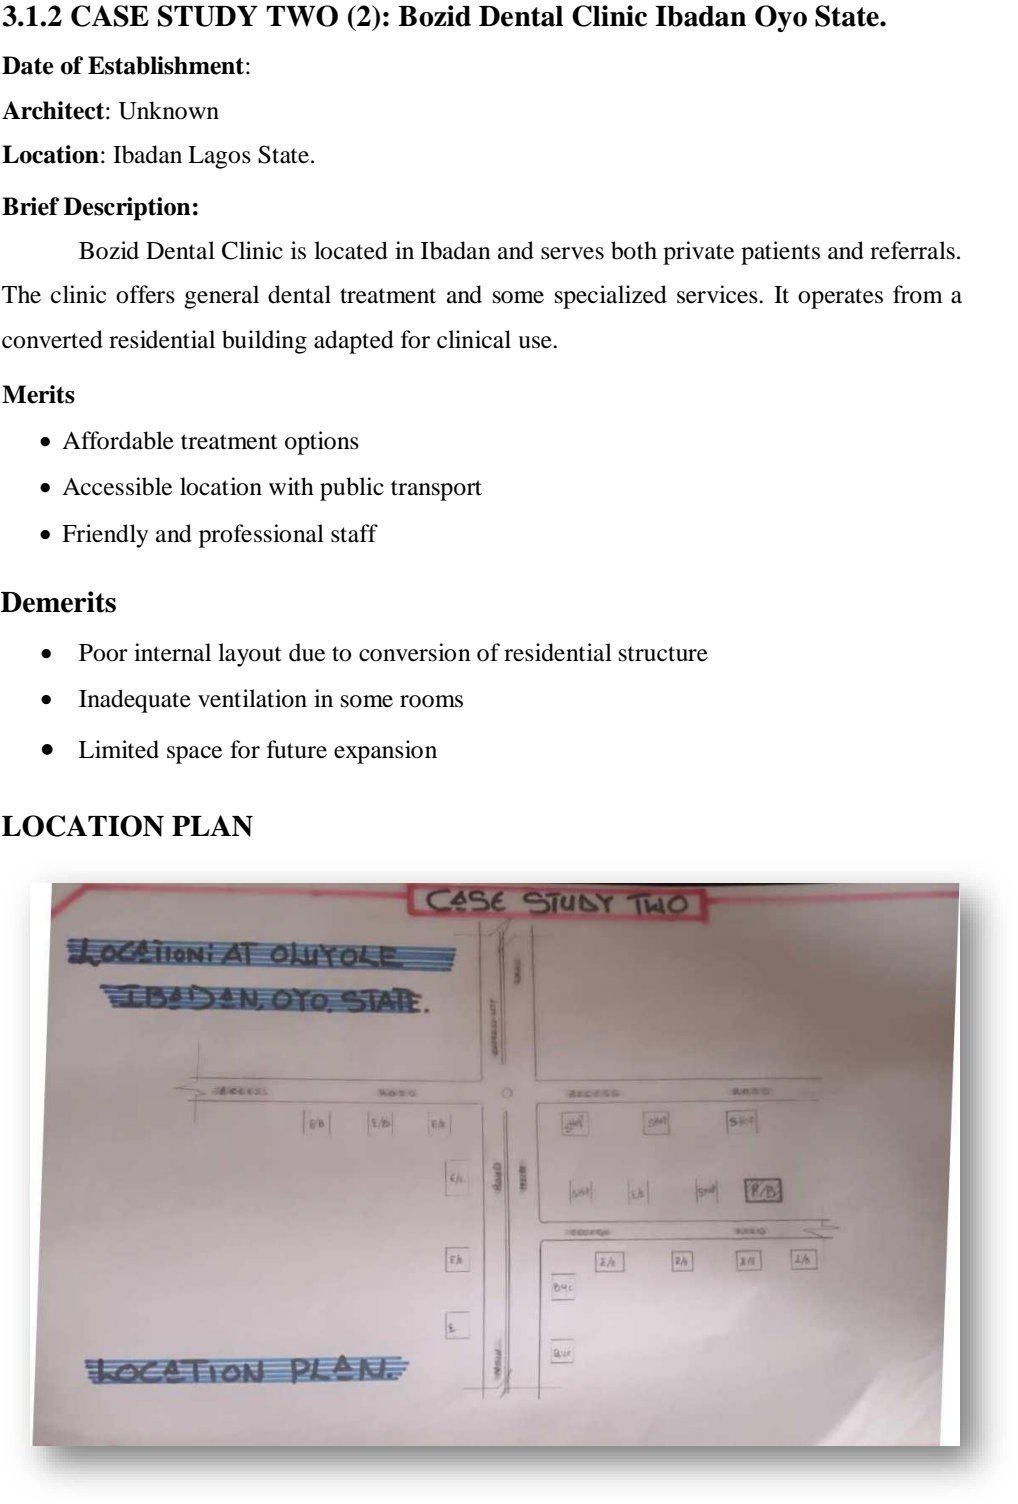 3.1.2 CASE STUDY TWO (2): Bozid Dental Clinic Ibadan Oyo State.
Date of Establishment:
Architect: Unknown
Location: Ibadan Lagos State.
Brief Description:
Bozid Dental Clinic is located in Ibadan and serves both private patients and referrals.
The clinic offers general dental treatment and some specialized services. It operates from a
converted residential building adapted for clinical use.
Merits
• Affordable treatment options
• Accessible location with public transport
• Friendly and professional staff
Demerits
• Poor internal layout due to conversion of residential structure
• Inadequate ventilation in some rooms
• Limited space for future expansion
LOCATION PLAN
CASE STUDY TWO
LOCATION: AT OLUYOLE
IBADAN, OYO, STATE.
ROAD
ACCESS ROAD ACCESS ROAD
E/B E/B E/B SHOP SHOP SHOP
P/B
ACCESS ROAD
E/B E/B
LOCATION PLAN.